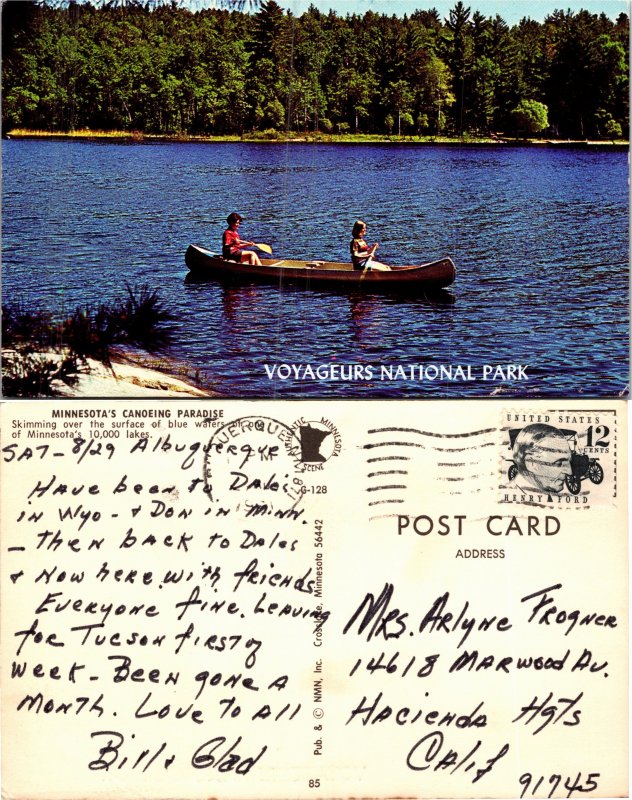 VOYAGEURS NATIONAL PARK
MINNESOTA'S CANOEING PARADISE
Skimming over the surface of blue waters of one
of Minnesota's 10,000 lakes.
SAT - 8/29 Albuquerque
Have been to Dales
in Wyo - & Don in Minn.
- Then back to Dales
& Now here with friends
Everyone fine. Leaving
for Tucson first of
week - Been gone a
month. Love to all
Bill & Glad
AUTHENTIC MINNESOTA
SCENE
G-128
Pub. & © NMN, Inc. Crosslake, Minnesota 56442
85
UNITED STATES
12
CENTS
HENRY FORD
POST CARD
ADDRESS
Mrs. Arlyne Frogner
14618 Marwood Av.
Hacienda Hgts
Calif
91745